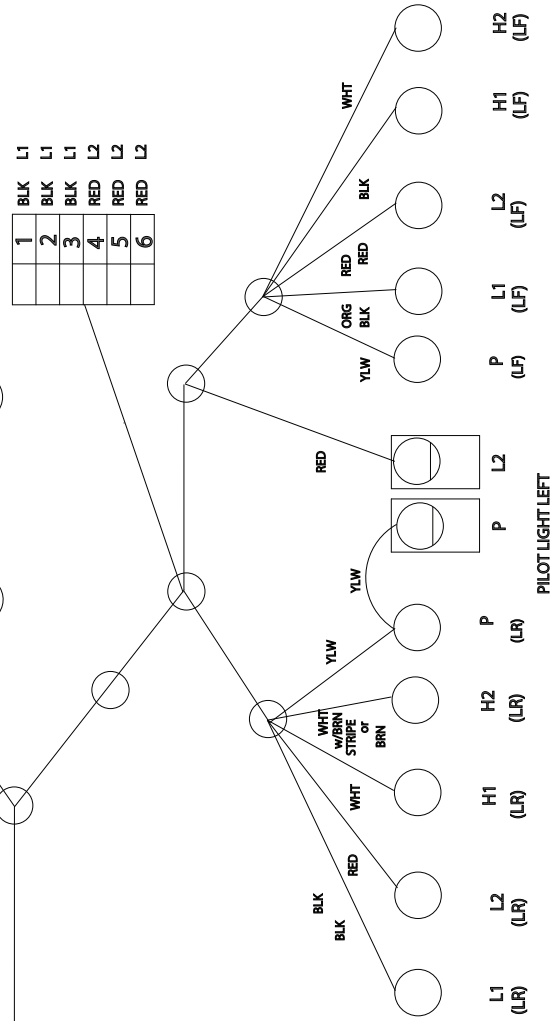 1 BLK L1
2 BLK L1
3 BLK L1
4 RED L2
5 RED L2
6 RED L2
BLK
BLK
RED
WHT
WHT
w/BRN
STRIPE
or
BRN
YLW
YLW
RED
YLW
ORG
BLK
RED
RED
BLK
WHT
L1
(LR)
L2
(LR)
H1
(LR)
H2
(LR)
P
(LR)
P
L2
PILOT LIGHT LEFT
P
(LF)
L1
(LF)
L2
(LF)
H1
(LF)
H2
(LF)